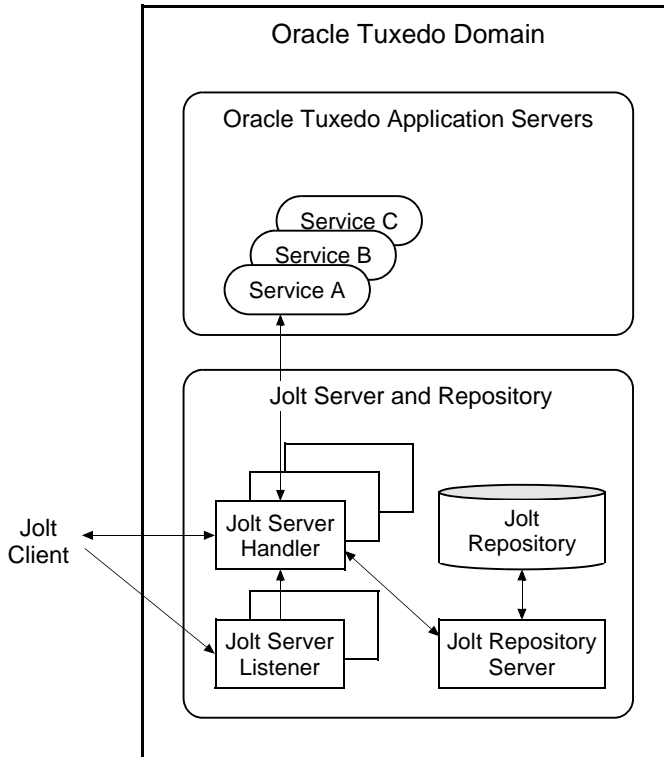 Oracle Tuxedo Domain
Oracle Tuxedo Application Servers
Service C
Service B
Service A
Jolt Server and Repository
Jolt
Client
Jolt Server
Handler
Jolt
Repository
Jolt Server
Listener
Jolt Repository
Server